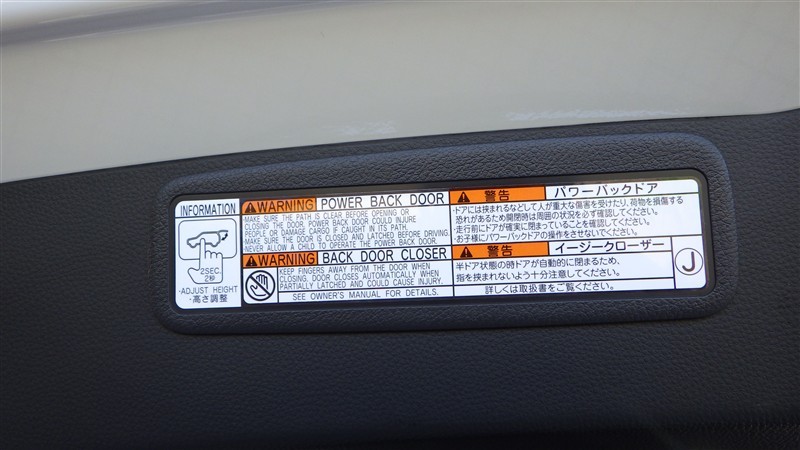 INFORMATION
2SEC.
2秒
・ADJUST HEIGHT
・高さ調整
WARNING POWER BACK DOOR
MAKE SURE THE PATH IS CLEAR BEFORE OPENING OR
CLOSING THE DOOR. POWER BACK DOOR COULD INJURE
PEOPLE OR DAMAGE CARGO IF CAUGHT IN ITS PATH.
MAKE SURE THE DOOR IS CLOSED AND LATCHED BEFORE DRIVING.
NEVER ALLOW A CHILD TO OPERATE THE POWER BACK DOOR.
WARNING BACK DOOR CLOSER
KEEP FINGERS AWAY FROM THE DOOR WHEN
CLOSING. DOOR CLOSES AUTOMATICALLY WHEN
PARTIALLY LATCHED AND COULD CAUSE INJURY.
SEE OWNER'S MANUAL FOR DETAILS.
警告 パワーバックドア
・ドアには挟まれるなどして人が重大な傷害を受けたり、荷物を損傷する
恐れがあるため開閉時は周囲の状況を必ず確認してください。
・走行前にドアが確実に閉まっていることを確認してください。
・お子様にパワーバックドアの操作をさせないでください。
警告 イージークローザー
半ドア状態の時ドアが自動的に閉まるため、
指を挟まれないよう十分注意してください。
詳しくは取扱書をご覧ください。
J